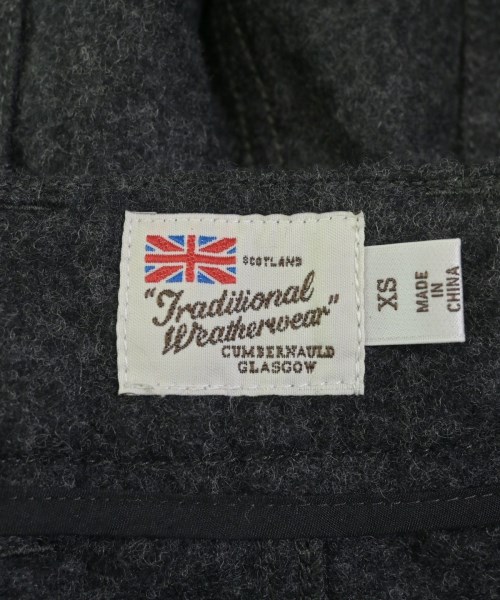 SCOTLAND
"Traditional
Weatherwear"
CUMBERNAULD
GLASGOW
XS
MADE
IN
CHINA